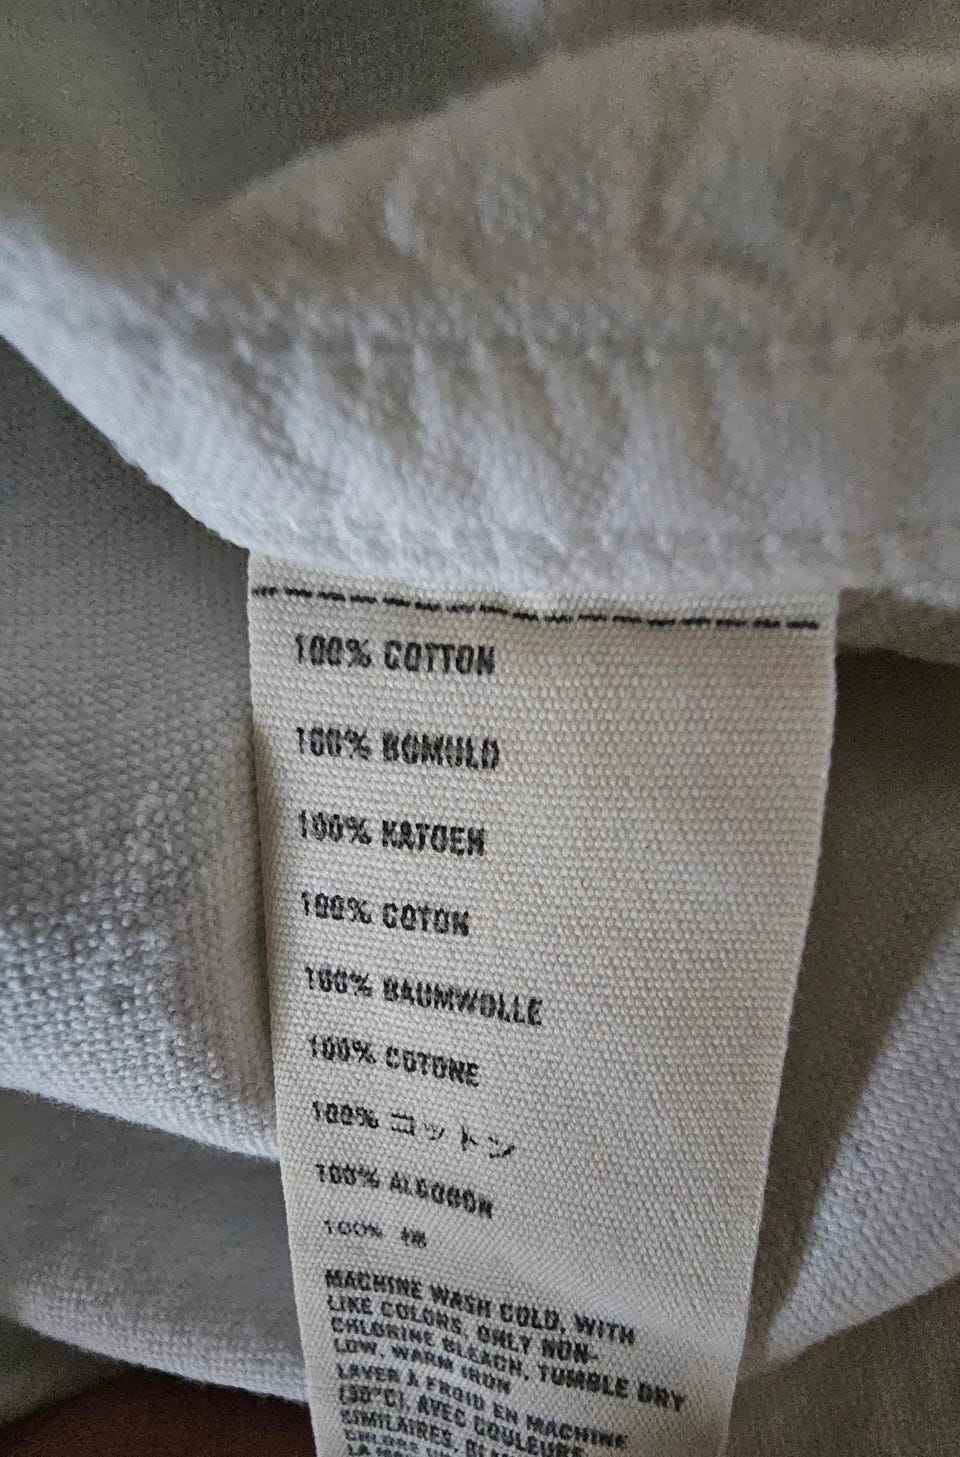 100% COTTON
100% BOMULD
100% KATOEN
100% COTON
100% BAUMWOLLE
100% COTONE
100% コットン
100% ALGODON
100% 棉
MACHINE WASH COLD, WITH
LIKE COLORS, ONLY NON-
CHLORINE BLEACH, TUMBLE DRY
LOW, WARM IRON
LAVER À FROID EN MACHINE
(30°C), AVEC COULEURS
SIMILAIRES,